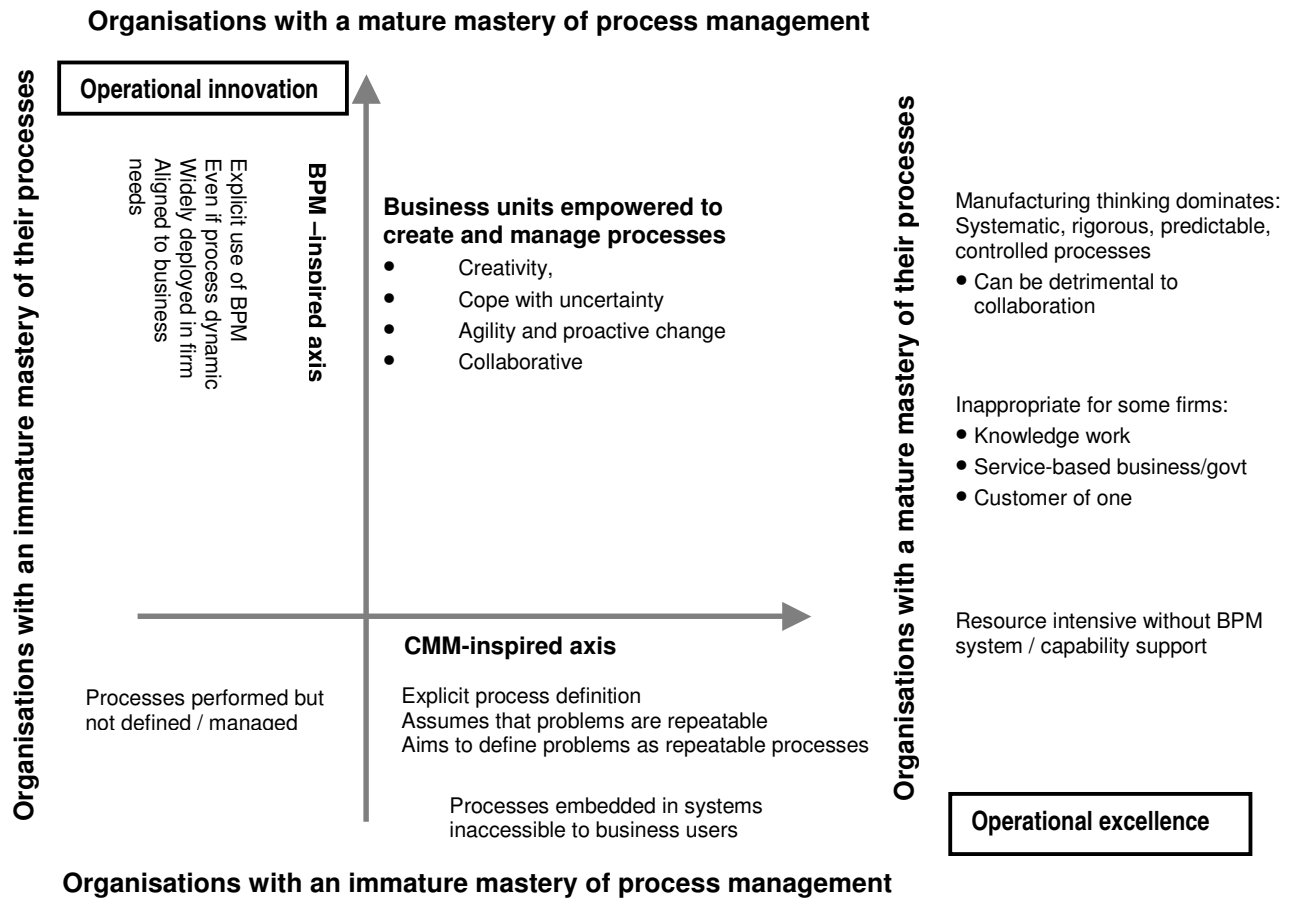 Organisations with a mature mastery of process management
Organisations with an immature mastery of their processes
Operational innovation
BPM –inspired axis
Explicit use of BPM
Even if process dynamic
Widely deployed in firm
Aligned to business
needs
Business units empowered to
create and manage processes
• Creativity,
• Cope with uncertainty
• Agility and proactive change
• Collaborative
Organisations with a mature mastery of their processes
Manufacturing thinking dominates:
Systematic, rigorous, predictable,
controlled processes
• Can be detrimental to
collaboration
Inappropriate for some firms:
• Knowledge work
• Service-based business/govt
• Customer of one
Resource intensive without BPM
system / capability support
CMM-inspired axis
Processes performed but
not defined / managed
Explicit process definition
Assumes that problems are repeatable
Aims to define problems as repeatable processes
Processes embedded in systems
inaccessible to business users
Operational excellence
Organisations with an immature mastery of process management